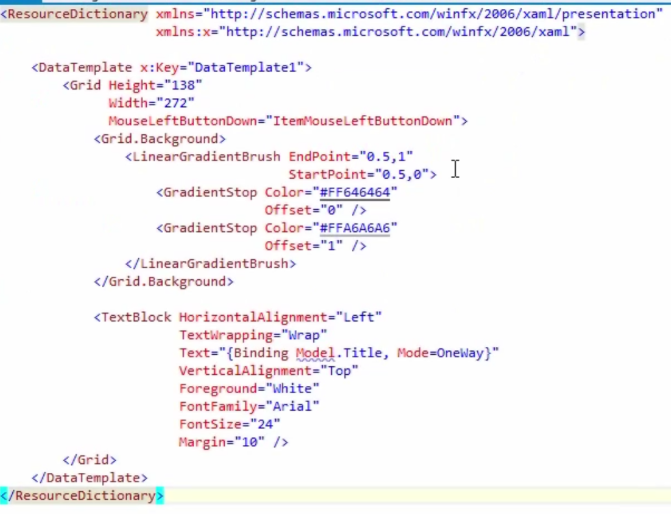 <ResourceDictionary xmlns="http://schemas.microsoft.com/winfx/2006/xaml/presentation"
xmlns:x="http://schemas.microsoft.com/winfx/2006/xaml">
<DataTemplate x:Key="DataTemplate1">
<Grid Height="138"
Width="272"
MouseLeftButtonDown="ItemMouseLeftButtonDown">
<Grid.Background>
<LinearGradientBrush EndPoint="0.5,1"
StartPoint="0.5,0">
<GradientStop Color="#FF646464"
Offset="0" />
<GradientStop Color="#FFA6A6A6"
Offset="1" />
</LinearGradientBrush>
</Grid.Background>
<TextBlock HorizontalAlignment="Left"
TextWrapping="Wrap"
Text="{Binding Model.Title, Mode=OneWay}"
VerticalAlignment="Top"
Foreground="White"
FontFamily="Arial"
FontSize="24"
Margin="10" />
</Grid>
</DataTemplate>
</ResourceDictionary>